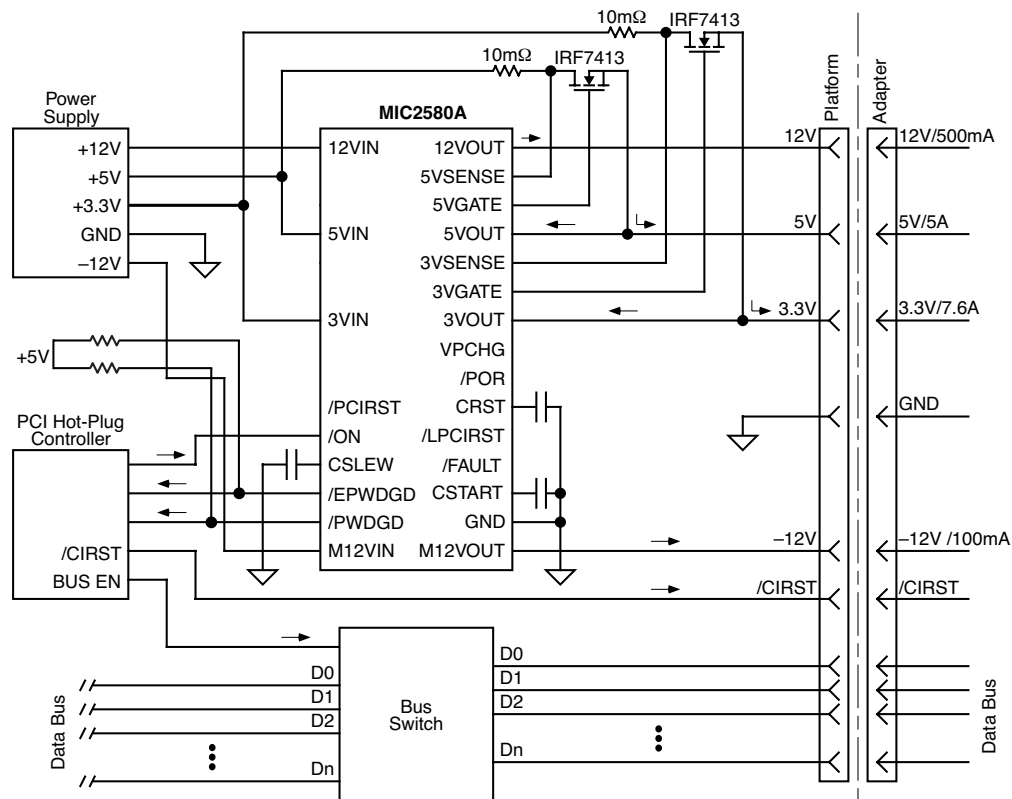 10mΩ
IRF7413
10mΩ
IRF7413
Power
Supply
+12V
+5V
+3.3V
GND
–12V
MIC2580A
12VIN
5VIN
3VIN
/PCIRST
/ON
CSLEW
/EPWDGD
/PWDGD
M12VIN
12VOUT
5VSENSE
5VGATE
5VOUT
3VSENSE
3VGATE
3VOUT
VPCHG
/POR
CRST
/LPCIRST
/FAULT
CSTART
GND
M12VOUT
+5V
PCI Hot-Plug
Controller
/CIRST
BUS EN
Platform
Adapter
12V
12V/500mA
5V
5V/5A
3.3V
3.3V/7.6A
GND
–12V
–12V /100mA
/CIRST
/CIRST
Data Bus
D0
D1
D2
Dn
Bus
Switch
D0
D1
D2
Dn
Data Bus